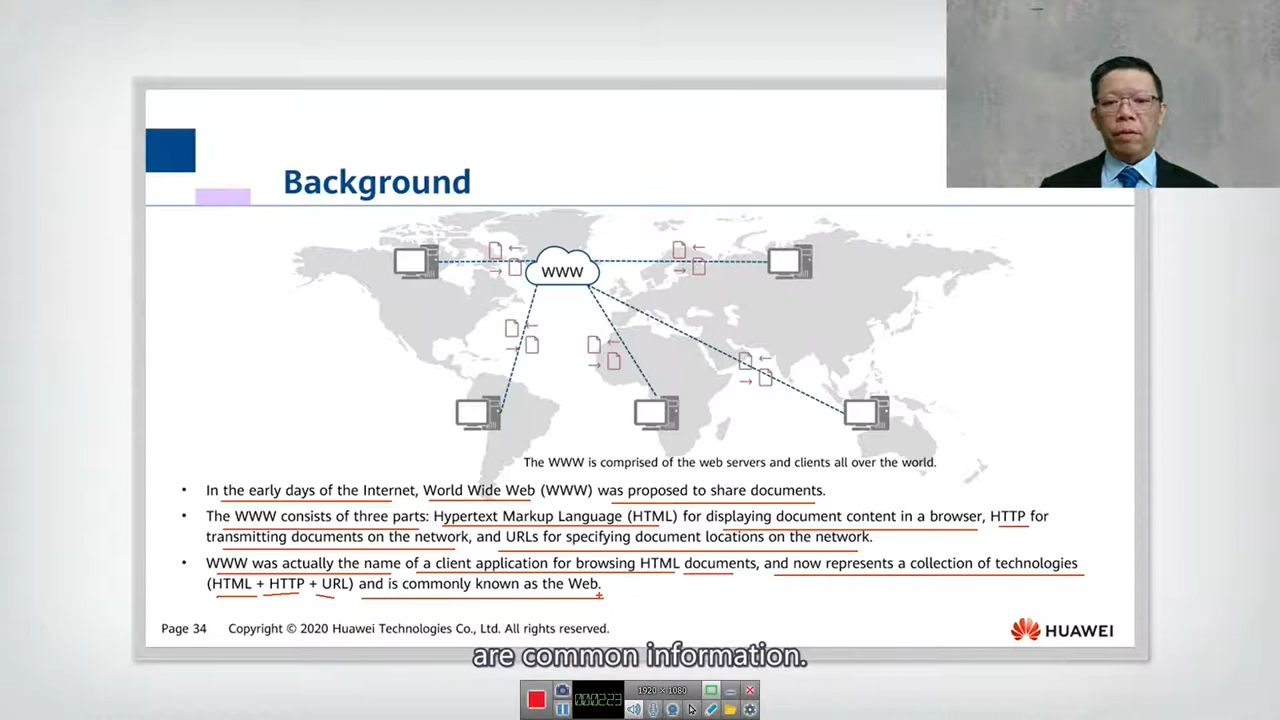 Background
WWW
The WWW is comprised of the web servers and clients all over the world.
• In the early days of the Internet, World Wide Web (WWW) was proposed to share documents.
• The WWW consists of three parts: Hypertext Markup Language (HTML) for displaying document content in a browser, HTTP for
transmitting documents on the network, and URLs for specifying document locations on the network.
• WWW was actually the name of a client application for browsing HTML documents, and now represents a collection of technologies
(HTML + HTTP + URL) and is commonly known as the Web.
Page 34 Copyright © 2020 Huawei Technologies Co., Ltd. All rights reserved.
HUAWEI
are common information.
1920 × 1080
000223